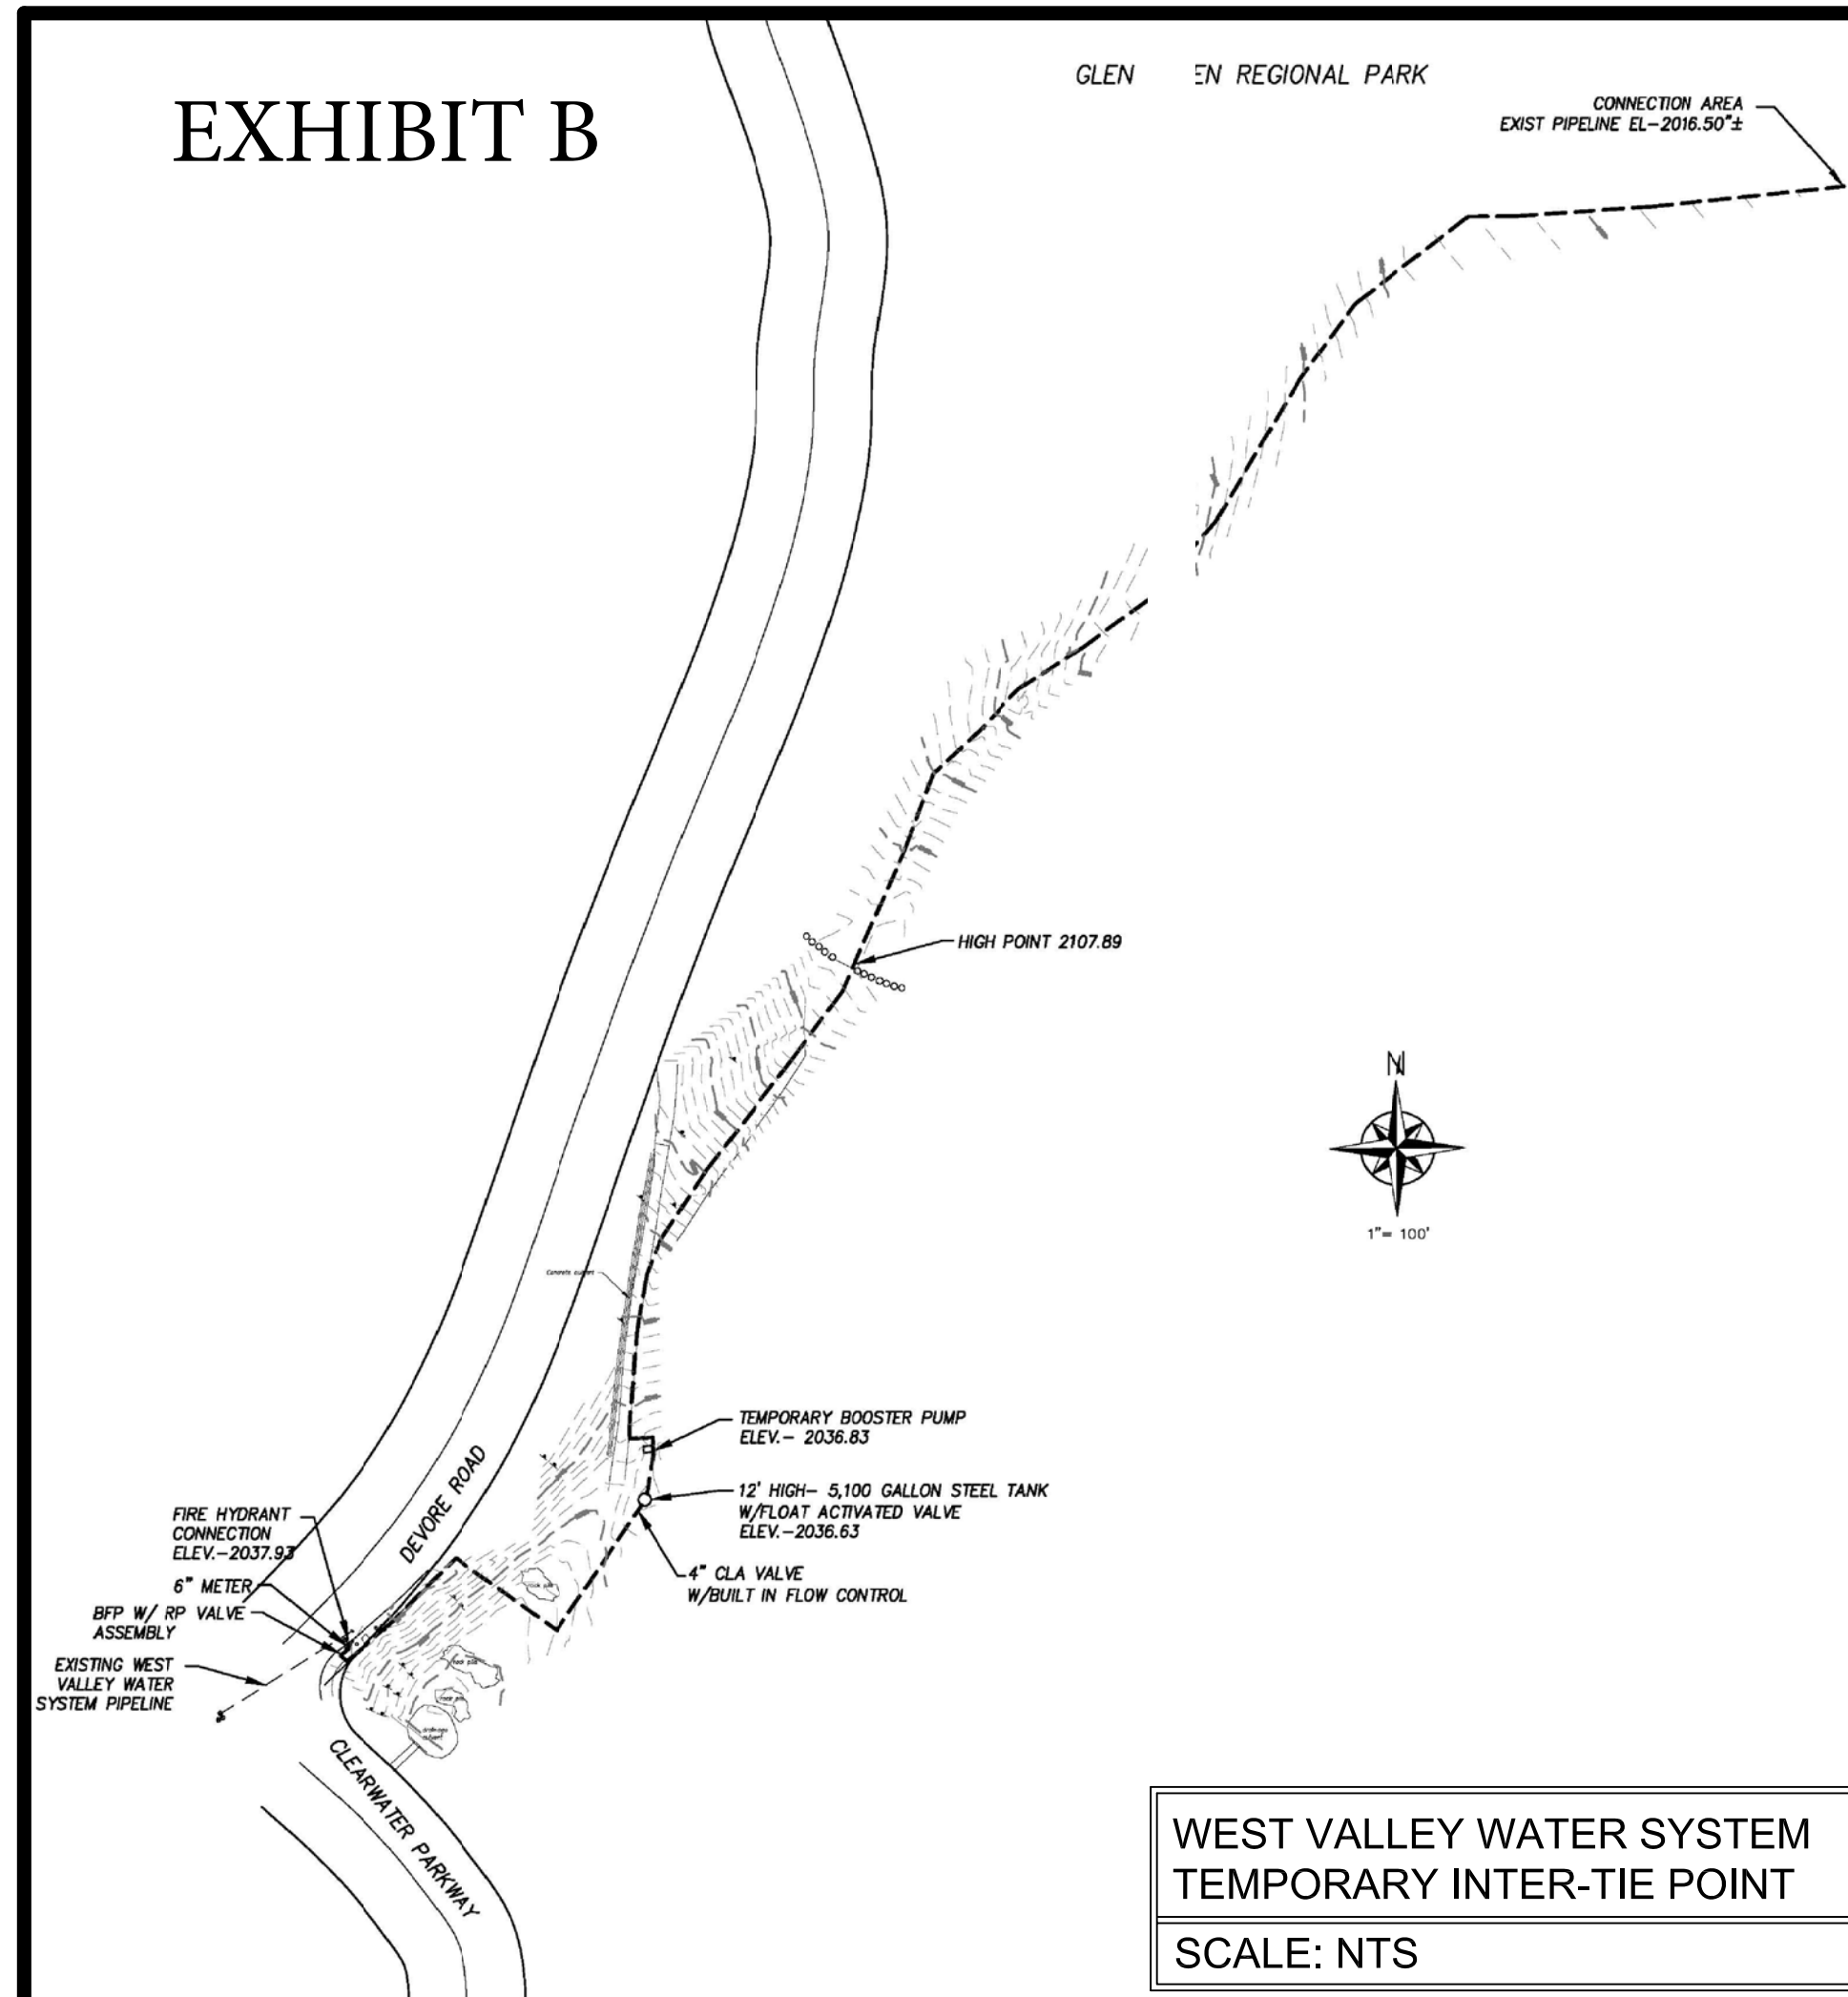 EXHIBIT B
GLEN EN REGIONAL PARK
CONNECTION AREA
EXIST PIPELINE EL-2016.50"±
HIGH POINT 2107.89
N
1"= 100'
Concrete
TEMPORARY BOOSTER PUMP
ELEV.- 2036.83
12' HIGH- 5,100 GALLON STEEL TANK
W/FLOAT ACTIVATED VALVE
ELEV.-2036.63
4" CLA VALVE
W/BUILT IN FLOW CONTROL
DEVORE ROAD
FIRE HYDRANT
CONNECTION
ELEV.-2037.93
6" METER
BFP W/ RP VALVE
ASSEMBLY
EXISTING WEST
VALLEY WATER
SYSTEM PIPELINE
CLEARWATER PARKWAY
WEST VALLEY WATER SYSTEM
TEMPORARY INTER-TIE POINT
SCALE: NTS